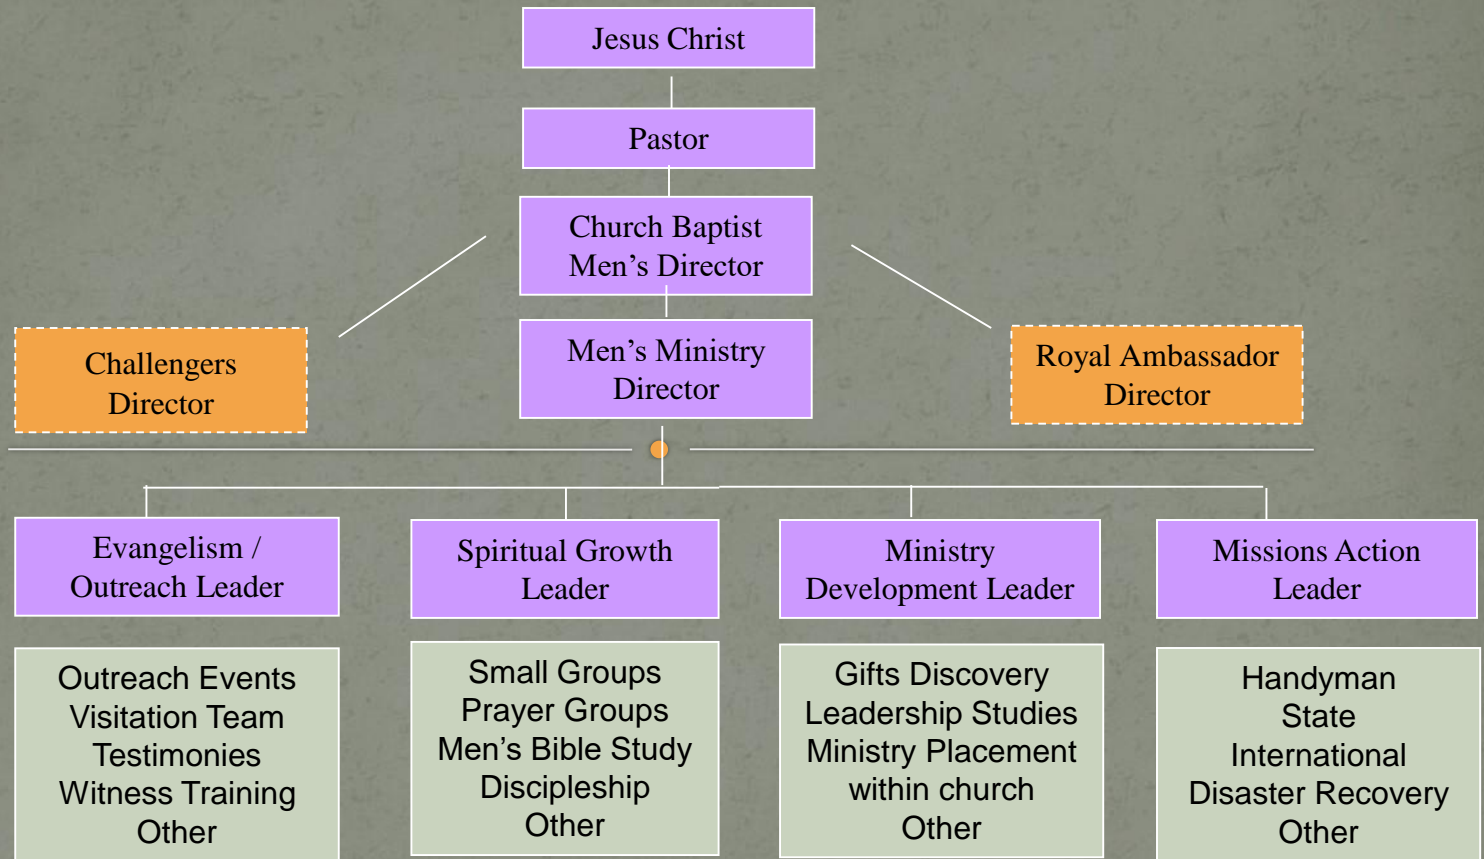 Jesus Christ
Pastor
Church Baptist
Men’s Director
Challengers
Director
Men’s Ministry
Director
Royal Ambassador
Director
Evangelism /
Outreach Leader
Spiritual Growth
Leader
Ministry
Development Leader
Missions Action
Leader
Outreach Events
Visitation Team
Testimonies
Witness Training
Other
Small Groups
Prayer Groups
Men’s Bible Study
Discipleship
Other
Gifts Discovery
Leadership Studies
Ministry Placement
within church
Other
Handyman
State
International
Disaster Recovery
Other